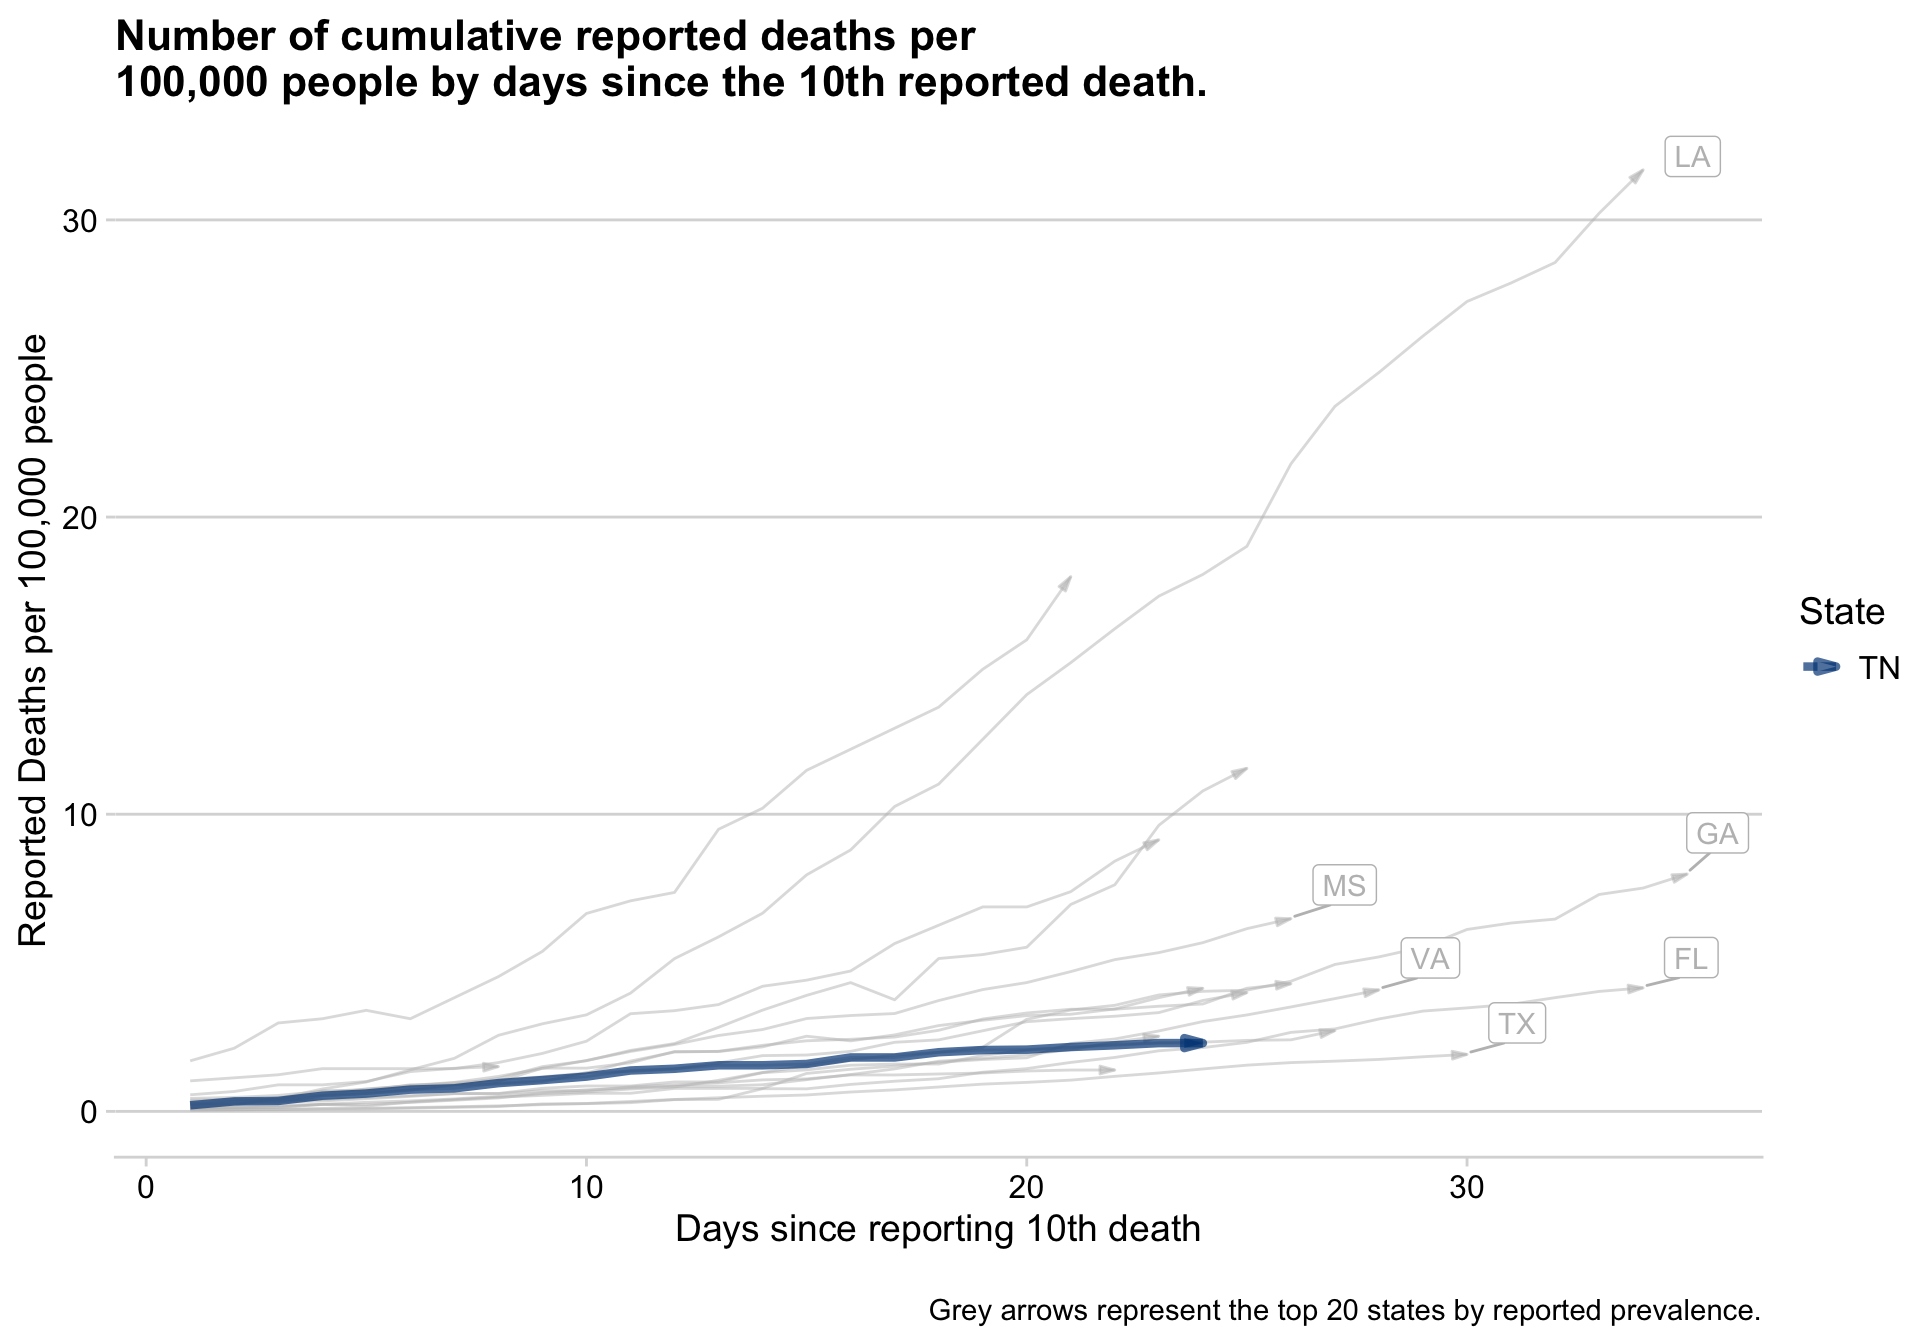 Number of cumulative reported deaths per
100,000 people by days since the 10th reported death.
Reported Deaths per 100,000 people
30
20
10
0
LA
GA
MS
VA
FL
TX
State
TN
0
10
20
30
Days since reporting 10th death
Grey arrows represent the top 20 states by reported prevalence.